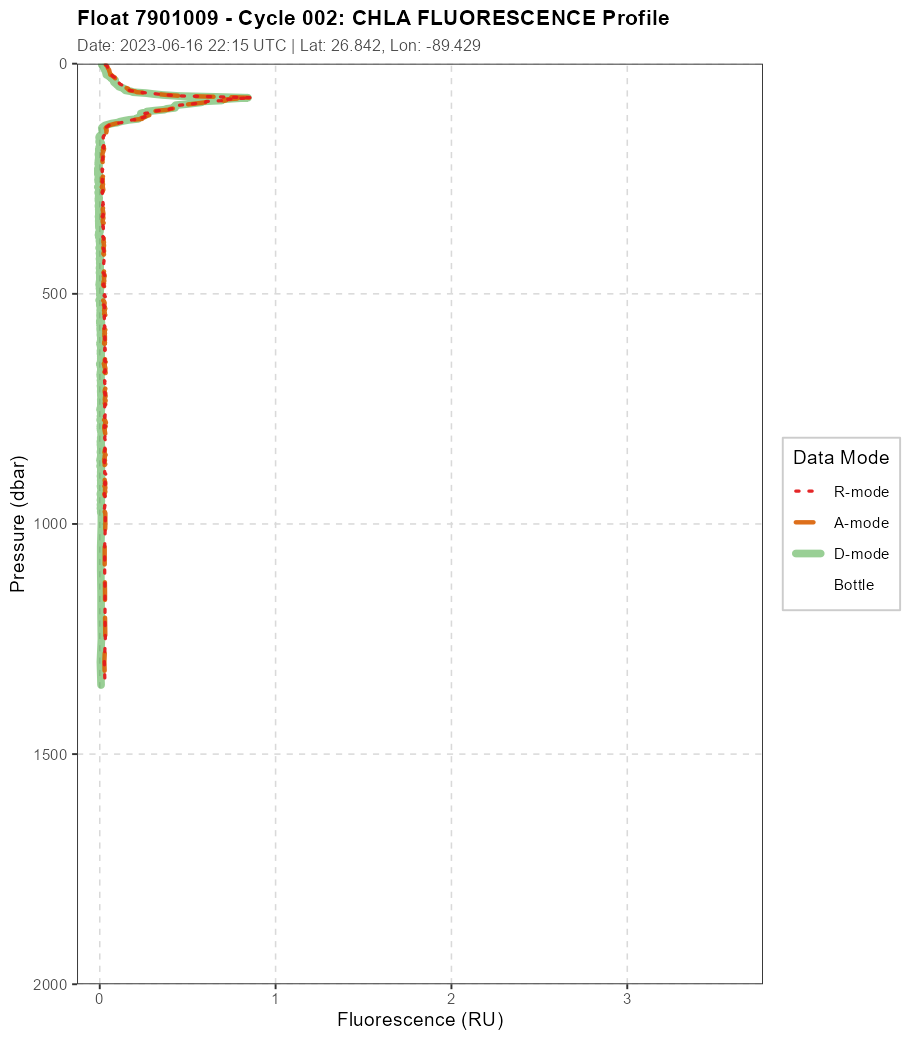 Float 7901009 - Cycle 002: CHLA FLUORESCENCE Profile
Date: 2023-06-16 22:15 UTC | Lat: 26.842, Lon: -89.429
0
500
1000
1500
2000
Pressure (dbar)
0 1 2 3
Fluorescence (RU)
Data Mode
R-mode
A-mode
D-mode
Bottle